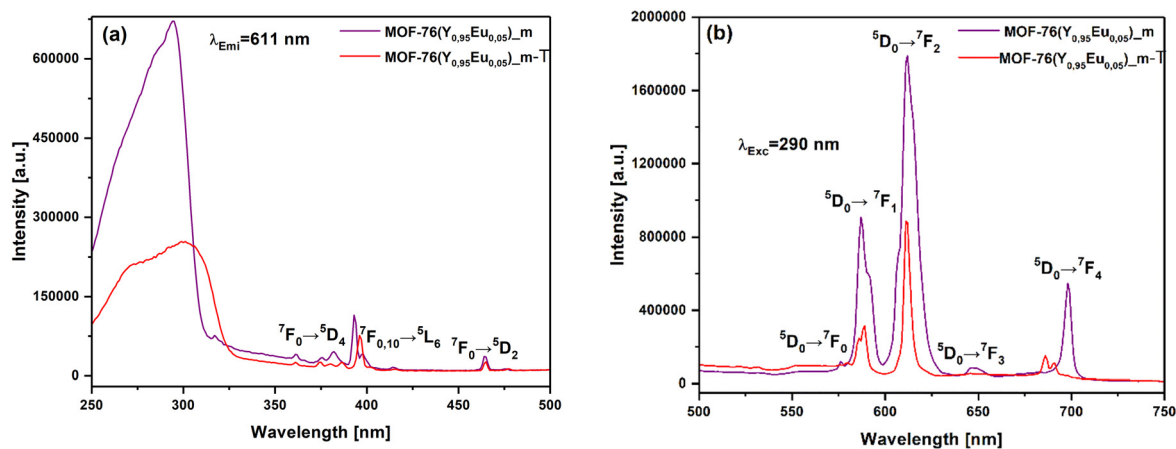 (a)
λEmi=611 nm
MOF-76(Y0,95Eu0,05)_m
MOF-76(Y0,95Eu0,05)_m-T
Intensity [a.u.]
600000
450000
300000
150000
0
⁷F₀→⁵D₄
⁷F₀,₁₀→⁵L₆
⁷F₀→⁵D₂
250 300 350 400 450 500
Wavelength [nm]
(b)
⁵D₀→⁷F₂
MOF-76(Y0,95Eu0,05)_m
MOF-76(Y0,95Eu0,05)_m-T
λExc=290 nm
Intensity [a.u.]
2000000
1600000
1200000
800000
400000
0
⁵D₀→⁷F₁
⁵D₀→⁷F₄
⁵D₀→⁷F₀
⁵D₀→⁷F₃
500 550 600 650 700 750
Wavelength [nm]